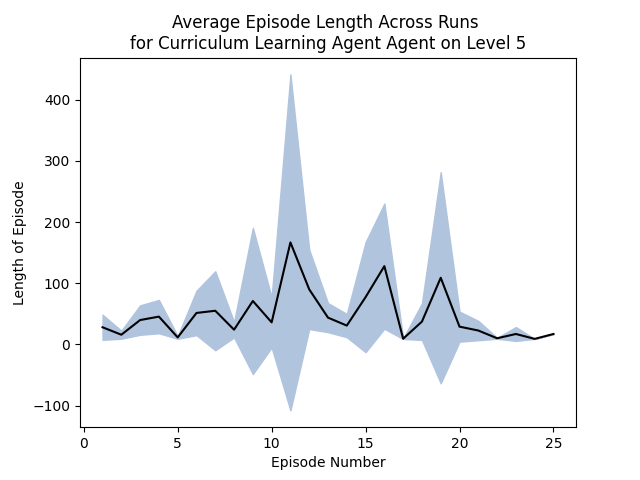 Average Episode Length Across Runs
for Curriculum Learning Agent Agent on Level 5
400
300
200
100
0
−100
Length of Episode
0 5 10 15 20 25
Episode Number